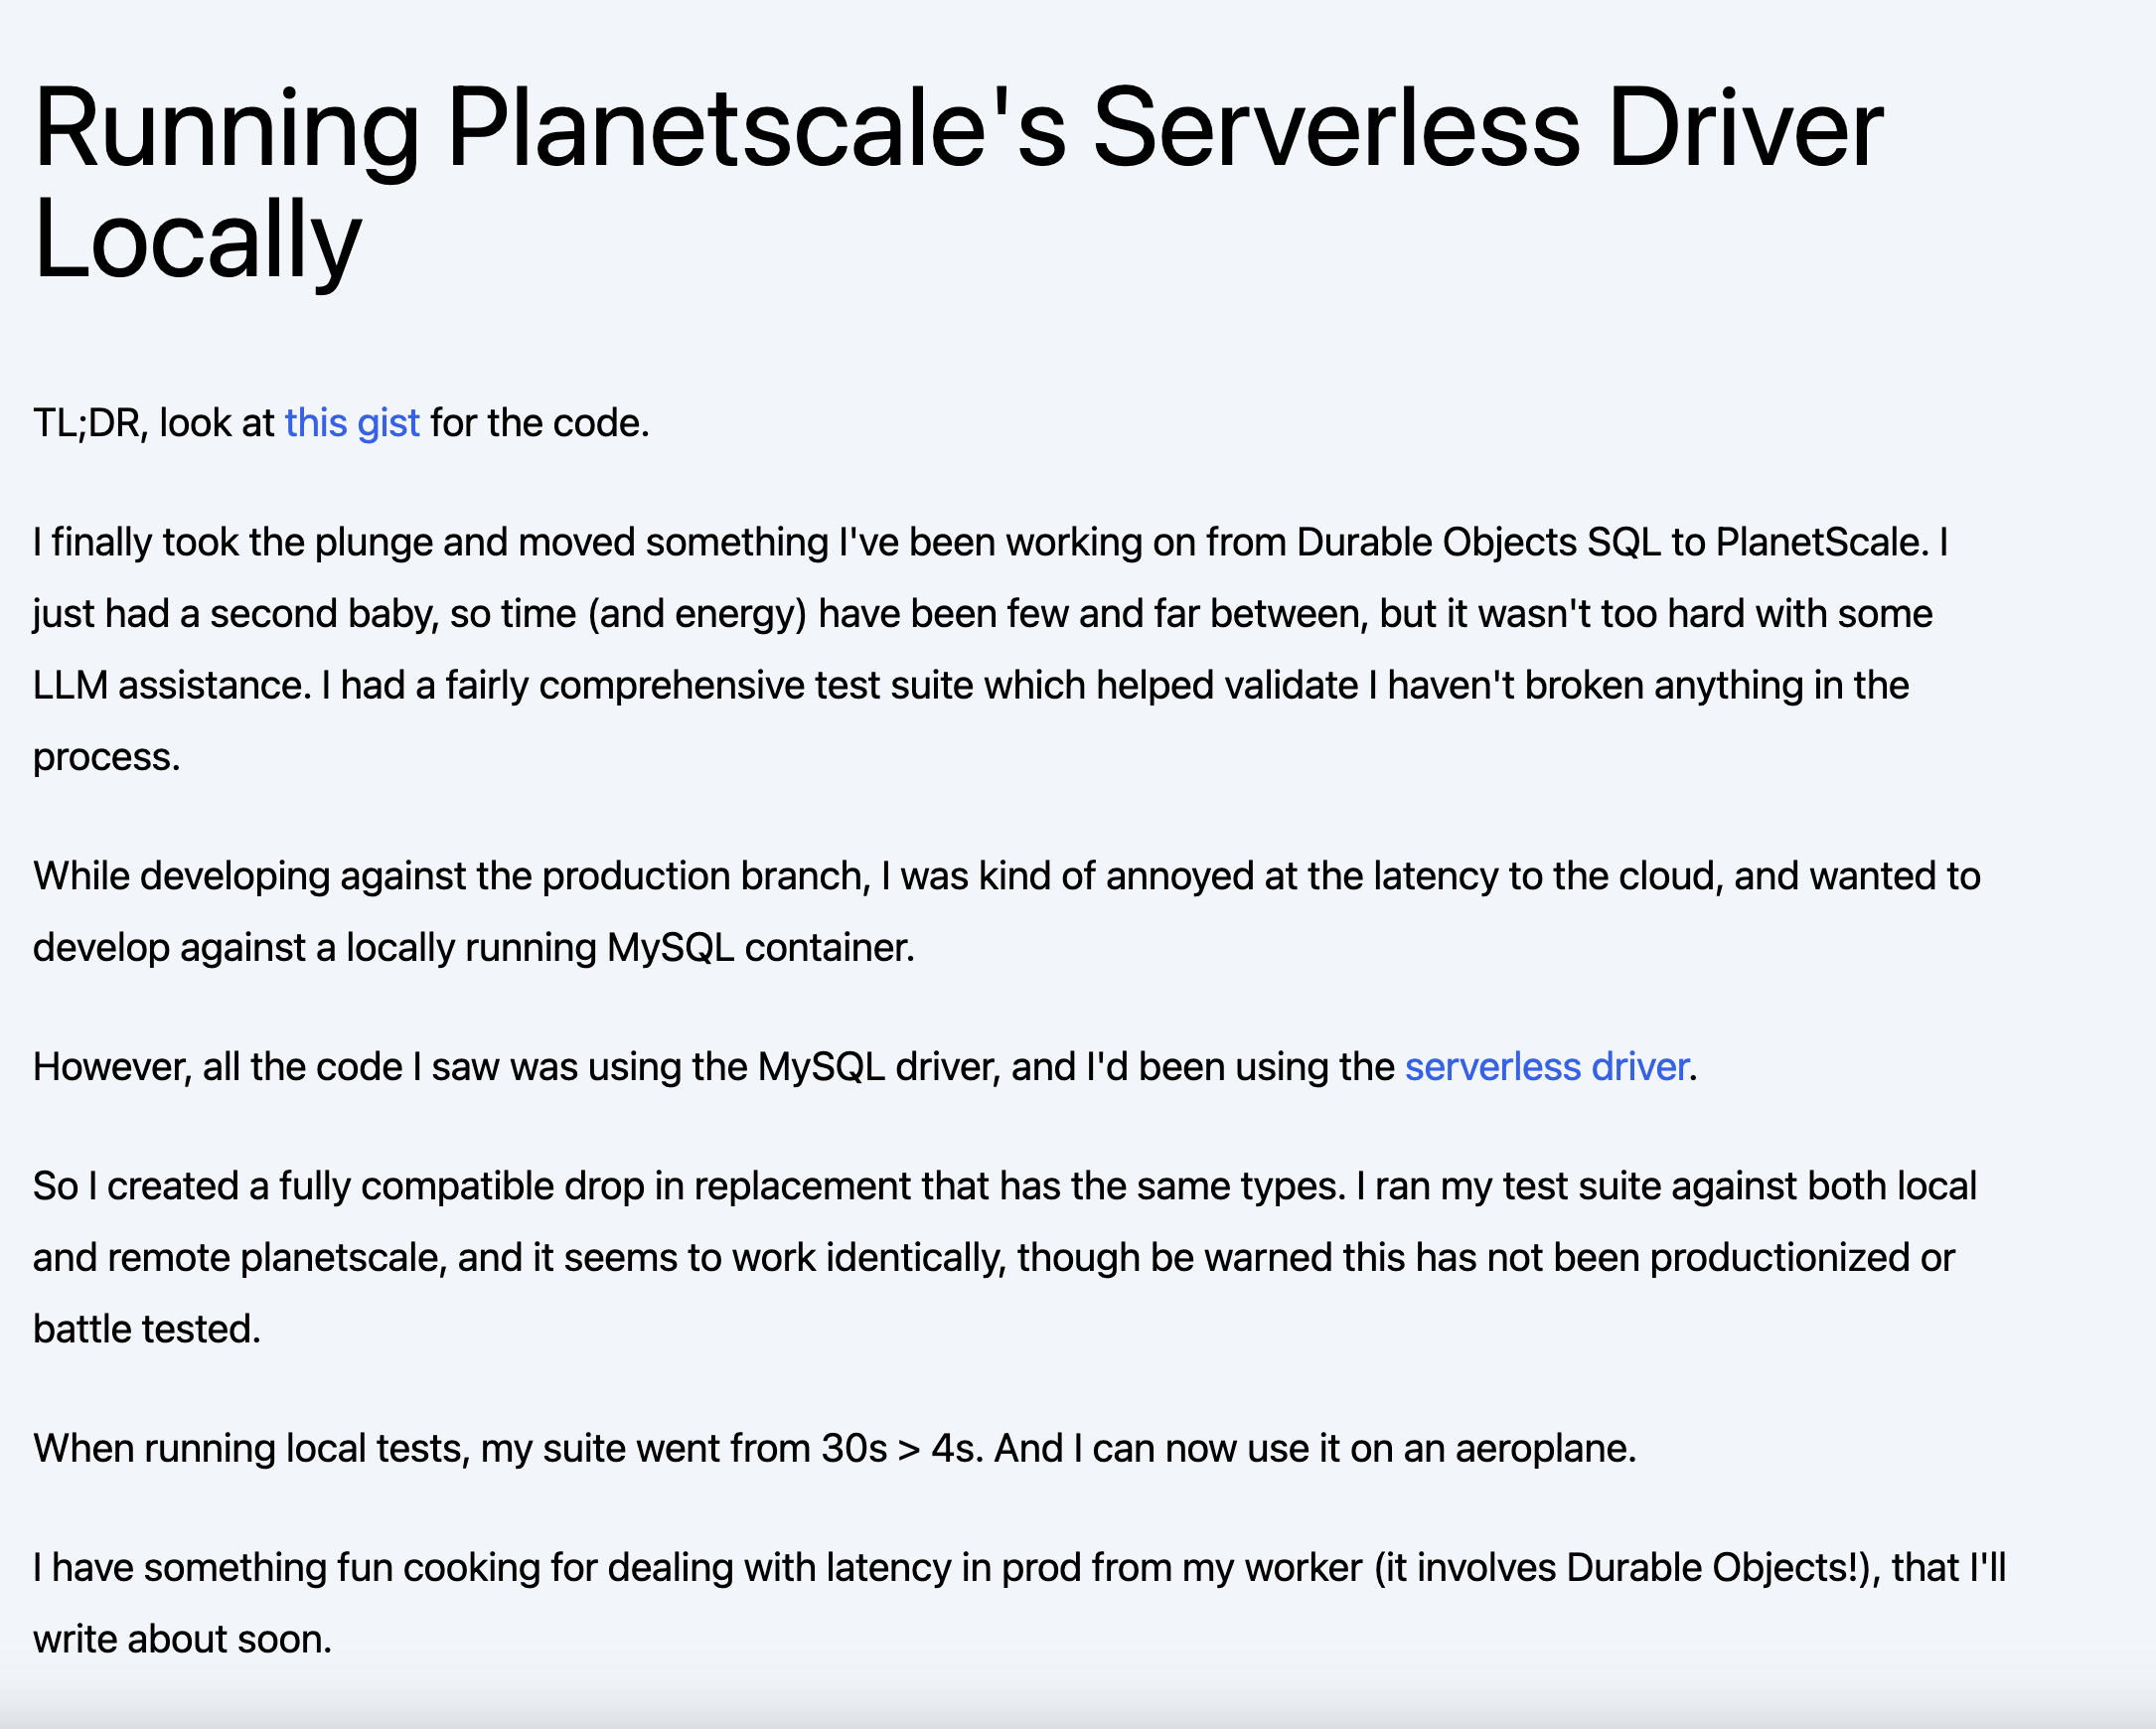 Running Planetscale's Serverless Driver
Locally
TL;DR, look at this gist for the code.
I finally took the plunge and moved something I've been working on from Durable Objects SQL to PlanetScale. I
just had a second baby, so time (and energy) have been few and far between, but it wasn't too hard with some
LLM assistance. I had a fairly comprehensive test suite which helped validate I haven't broken anything in the
process.
While developing against the production branch, I was kind of annoyed at the latency to the cloud, and wanted to
develop against a locally running MySQL container.
However, all the code I saw was using the MySQL driver, and I'd been using the serverless driver.
So I created a fully compatible drop in replacement that has the same types. I ran my test suite against both local
and remote planetscale, and it seems to work identically, though be warned this has not been productionized or
battle tested.
When running local tests, my suite went from 30s > 4s. And I can now use it on an aeroplane.
I have something fun cooking for dealing with latency in prod from my worker (it involves Durable Objects!), that I'll
write about soon.